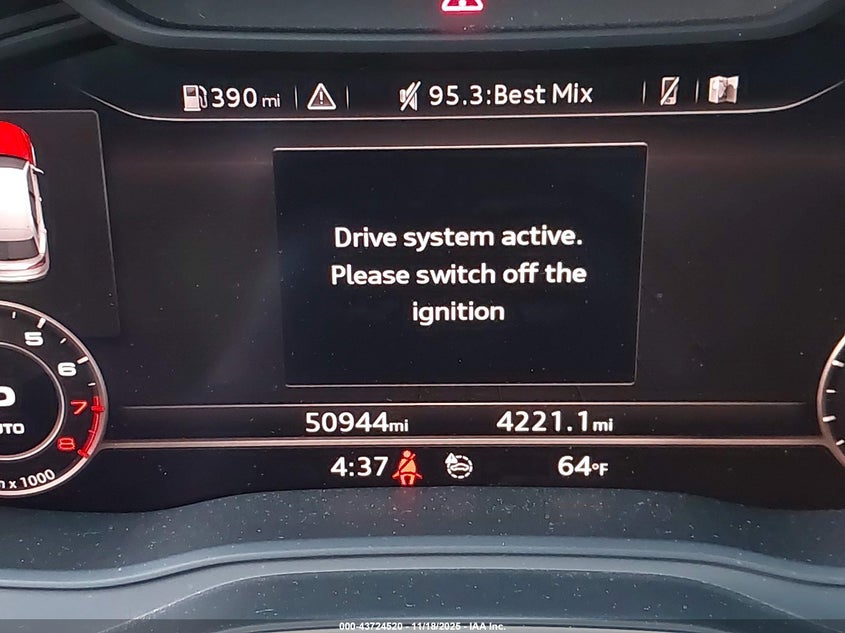 390 mi
95.3:Best Mix
Drive system active.
Please switch off the
ignition
5
6
7
8
x 1000
50944mi
4221.1mi
4:37
64°F
000-43724520 - 11/18/2025 - IAA Inc.